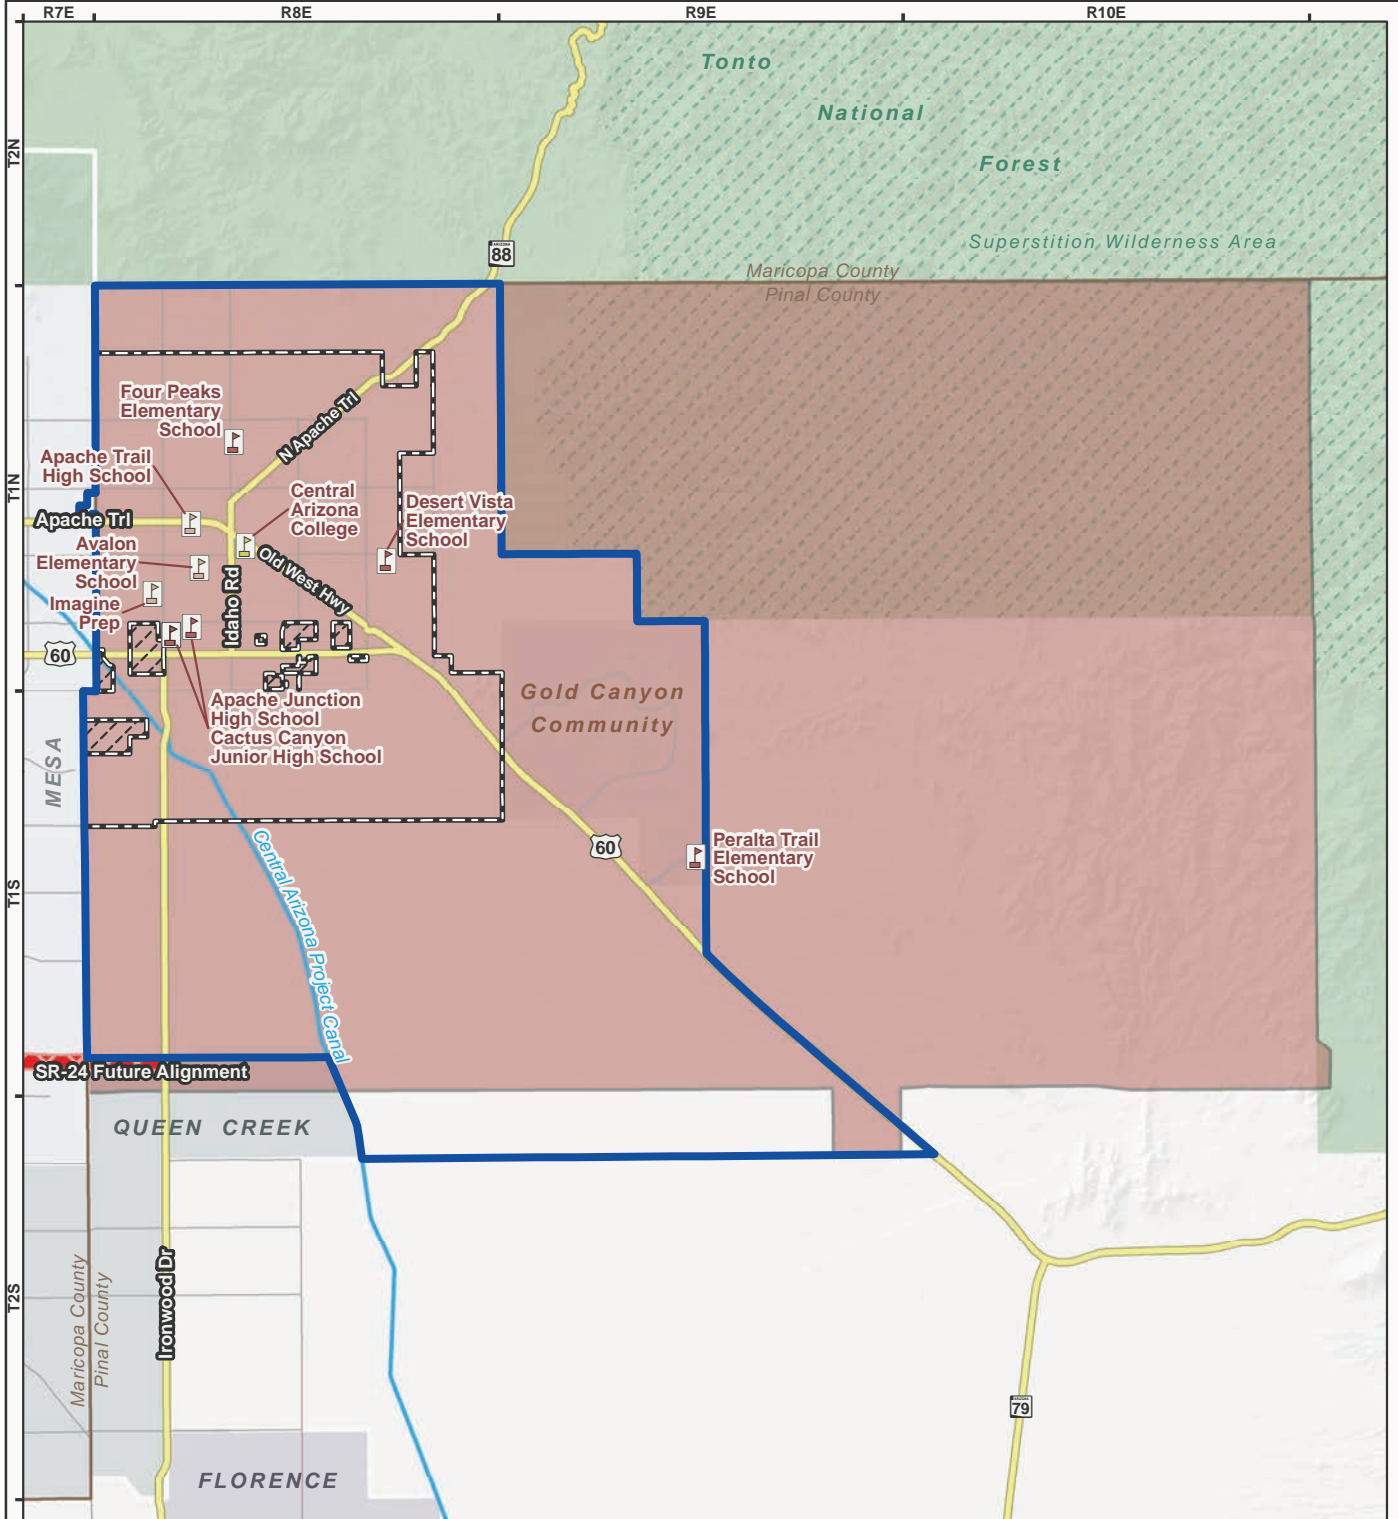 R7E
R8E
R9E
R10E
T2N
T1N
T1S
T2S
Tonto
National
Forest
Superstition Wilderness Area
ARIZONA
88
Maricopa County
Pinal County
Four Peaks
Elementary
School
N Apache Trl
Apache Trail
High School
Central
Arizona
College
Desert Vista
Elementary
School
Apache Trl
Avalon
Elementary
School
Old West Hwy
Idaho Rd
Imagine
Prep
60
Gold Canyon
Community
Apache Junction
High School
Cactus Canyon
Junior High School
MESA
60
Peralta Trail
Elementary
School
Central Arizona Project Canal
SR-24 Future Alignment
QUEEN CREEK
Maricopa County
Pinal County
Ironwood Dr
ARIZONA
79
FLORENCE